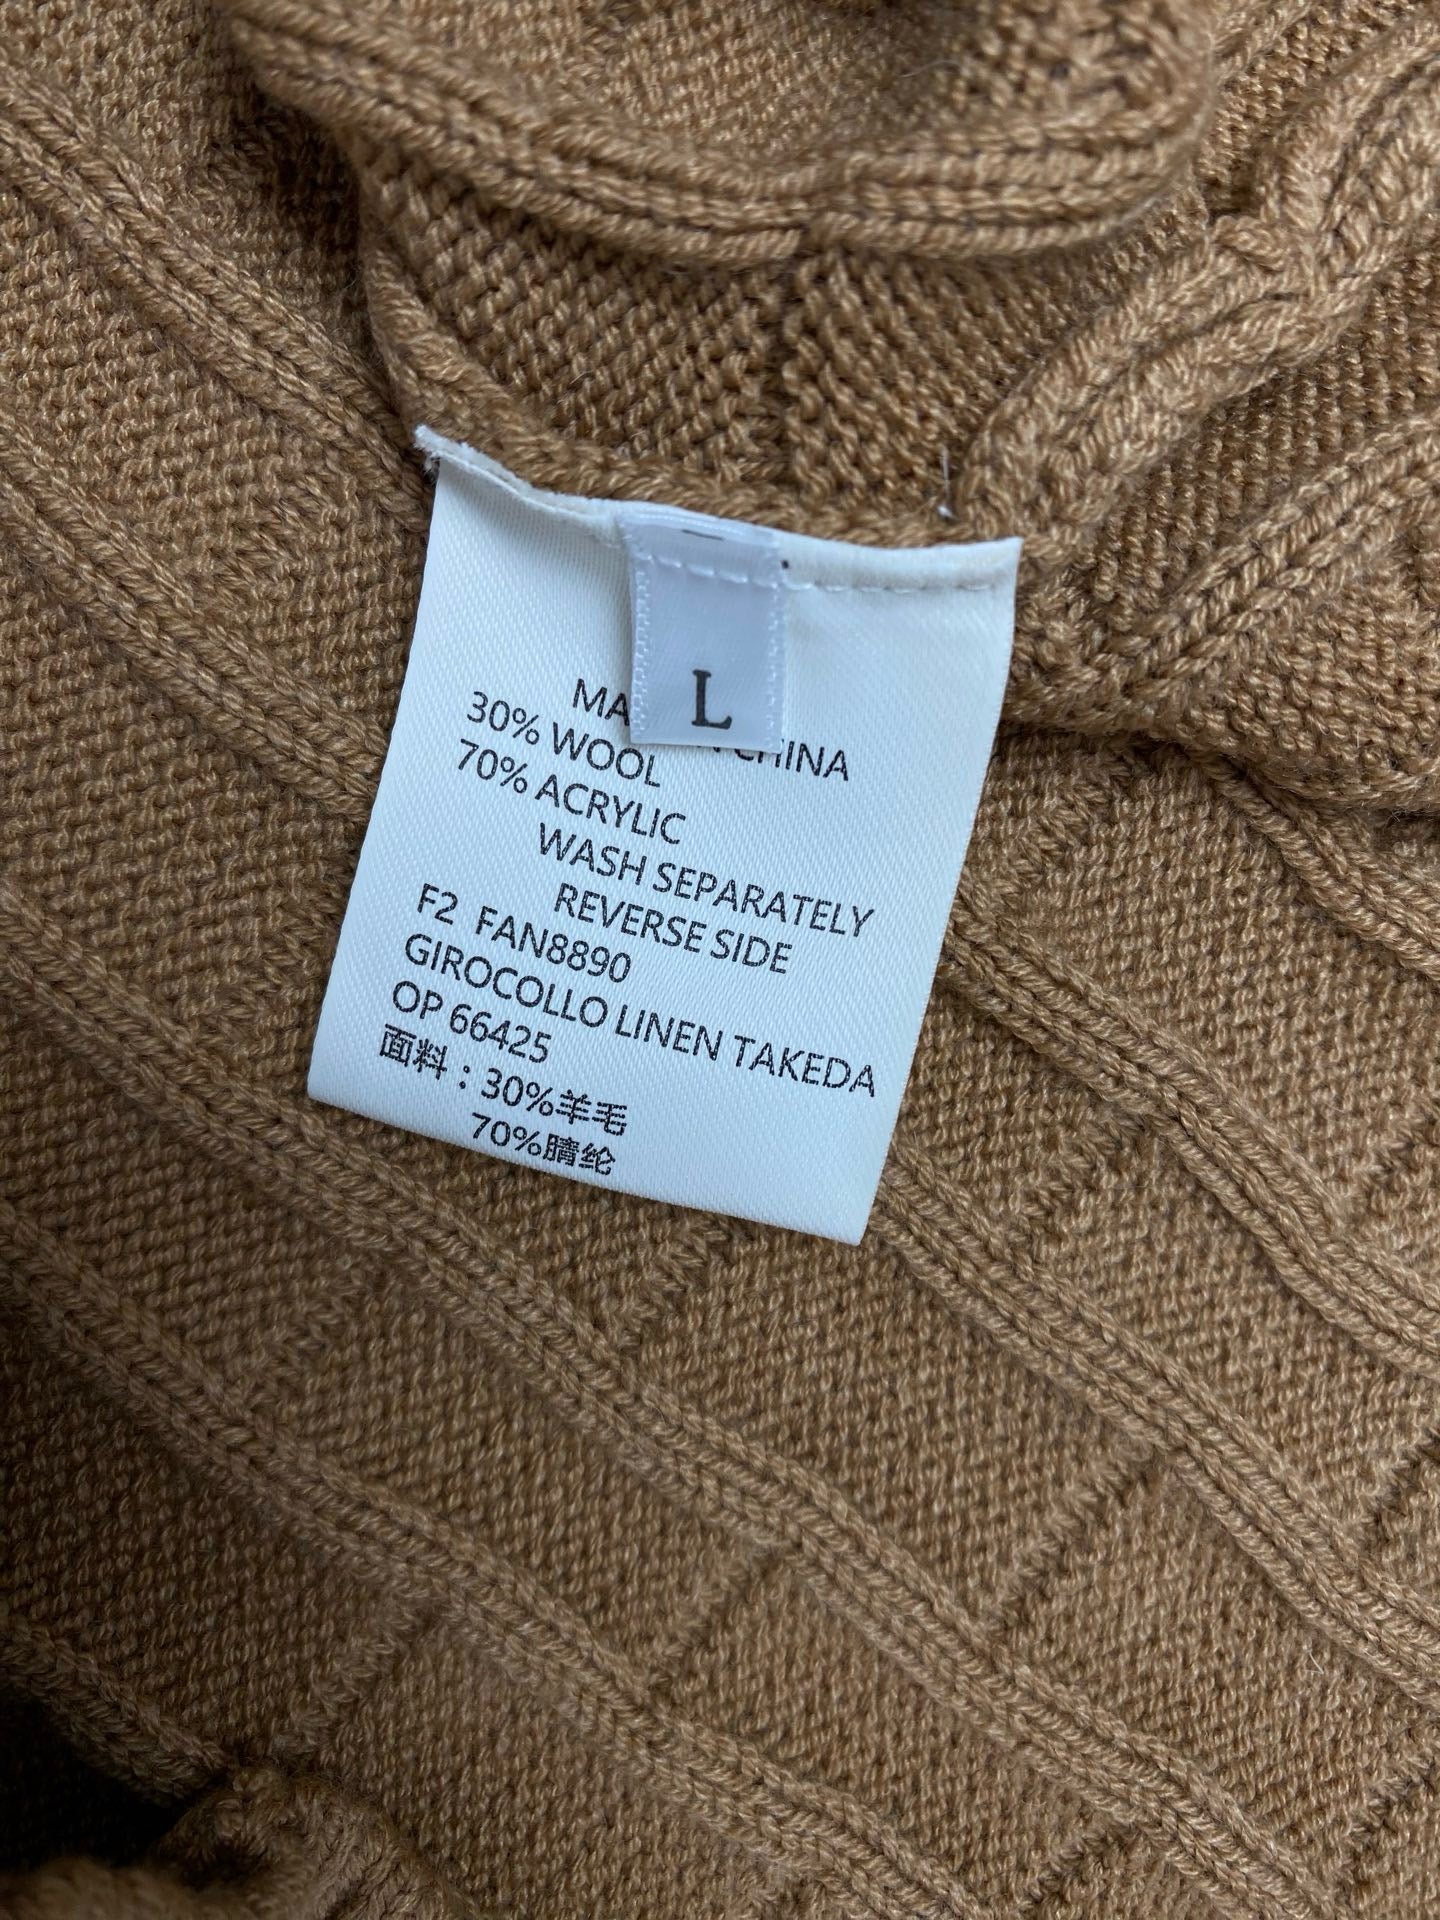 L
CHINA
30% WOOL
70% ACRYLIC
WASH SEPARATELY
REVERSE SIDE
F2 FAN8890
GIROCOLLO LINEN TAKEDA
OP 66425
面料：30%羊毛
70%腈纶